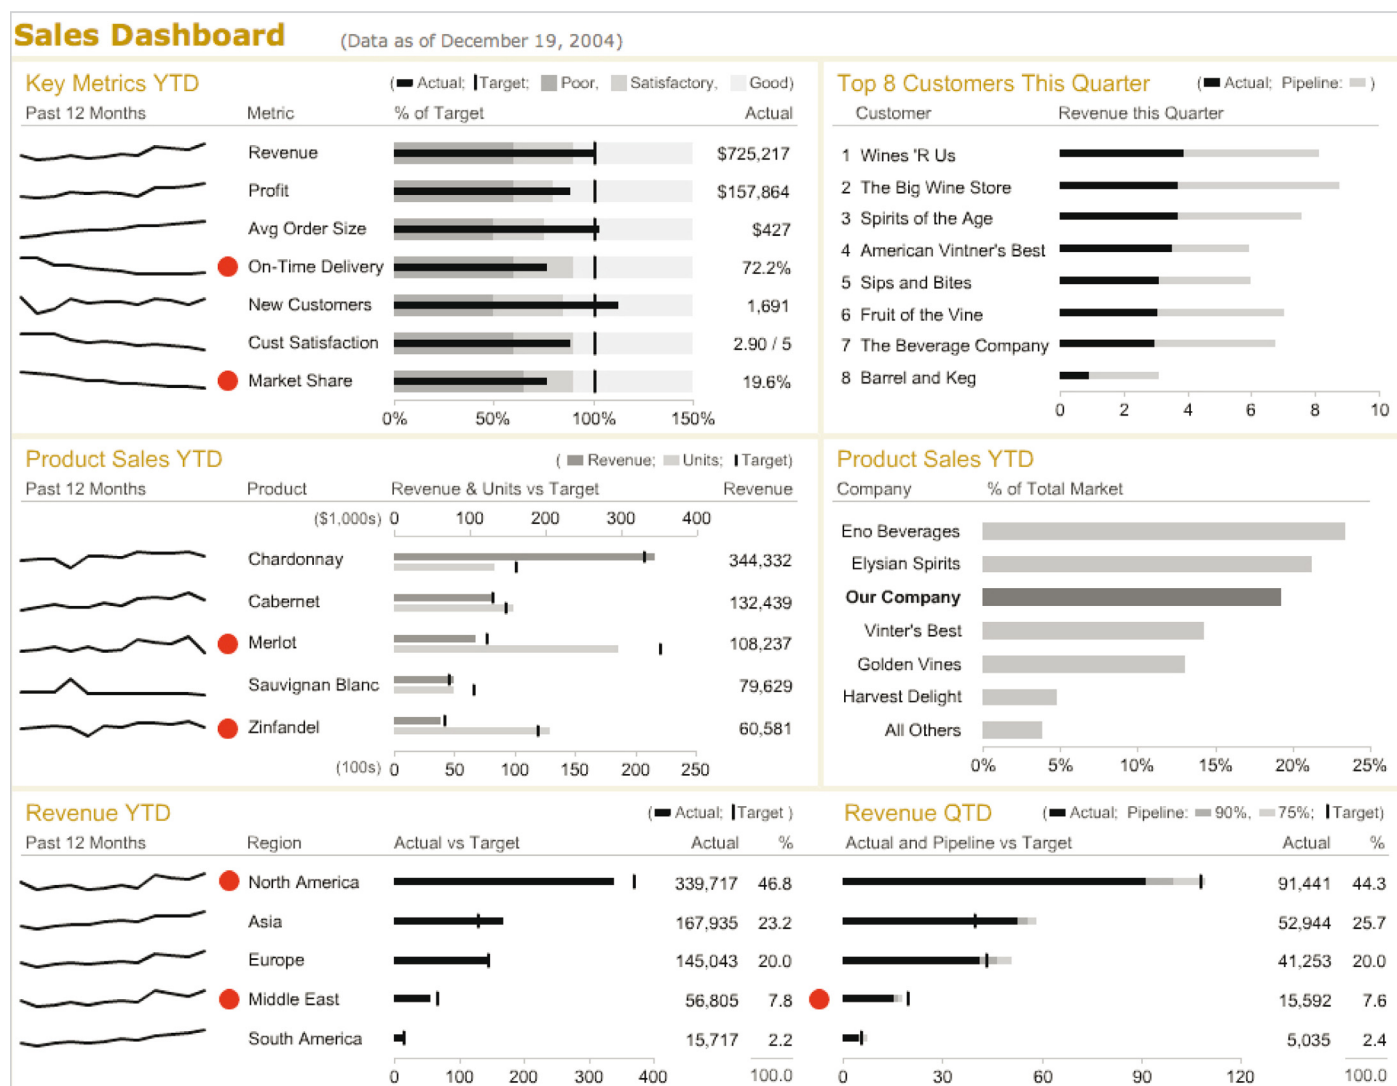 Sales Dashboard (Data as of December 19, 2004)
Key Metrics YTD (Actual; Target; Poor, Satisfactory, Good)
Past 12 Months Metric % of Target Actual
Revenue $725,217
Profit $157,864
Avg Order Size $427
On-Time Delivery 72.2%
New Customers 1,691
Cust Satisfaction 2.90 / 5
Market Share 19.6%
0% 50% 100% 150%
Top 8 Customers This Quarter (Actual; Pipeline: )
Customer Revenue this Quarter
1 Wines 'R Us
2 The Big Wine Store
3 Spirits of the Age
4 American Vintner's Best
5 Sips and Bites
6 Fruit of the Vine
7 The Beverage Company
8 Barrel and Keg
0 2 4 6 8 10
Product Sales YTD ( Revenue; Units; Target)
Past 12 Months Product Revenue & Units vs Target Revenue
($1,000s) 0 100 200 300 400
Chardonnay 344,332
Cabernet 132,439
Merlot 108,237
Sauvignan Blanc 79,629
Zinfandel 60,581
(100s) 0 50 100 150 200 250
Product Sales YTD
Company % of Total Market
Eno Beverages
Elysian Spirits
Our Company
Vinter's Best
Golden Vines
Harvest Delight
All Others
0% 5% 10% 15% 20% 25%
Revenue YTD (Actual; Target )
Past 12 Months Region Actual vs Target Actual %
North America 339,717 46.8
Asia 167,935 23.2
Europe 145,043 20.0
Middle East 56,805 7.8
South America 15,717 2.2
0 100 200 300 400 100.0
Revenue QTD (Actual; Pipeline: 90%, 75%; Target)
Actual and Pipeline vs Target Actual %
91,441 44.3
52,944 25.7
41,253 20.0
15,592 7.6
5,035 2.4
0 30 60 90 120 100.0